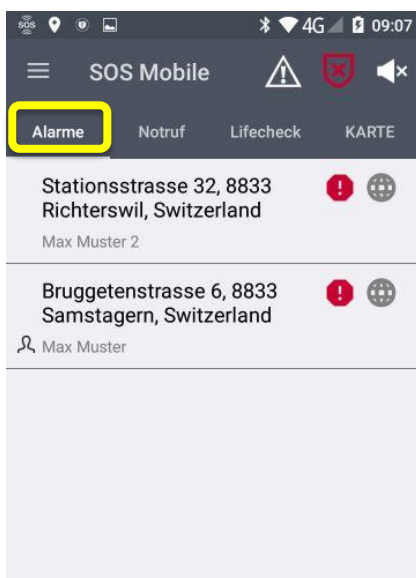 SOS 4G 09:07
SOS Mobile
Alarme Notruf Lifecheck KARTE
Stationsstrasse 32, 8833
Richterswil, Switzerland
Max Muster 2
Bruggetenstrasse 6, 8833
Samstagern, Switzerland
Max Muster